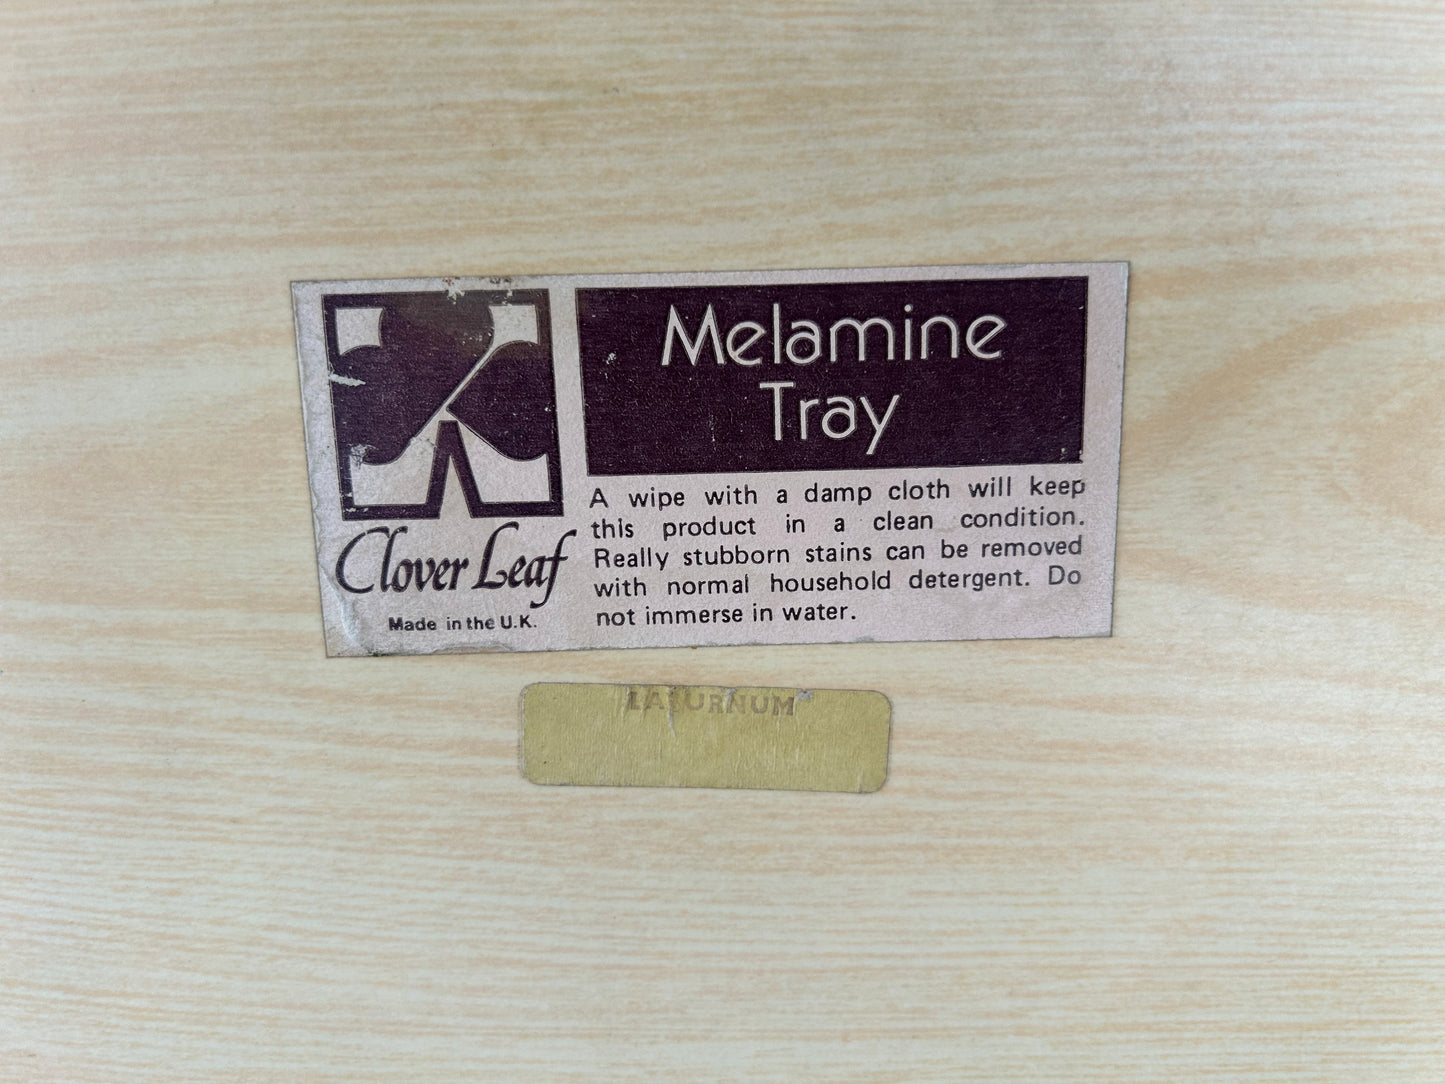 Melamine
Tray
A wipe with a damp cloth will keep
this product in a clean condition.
Really stubborn stains can be removed
with normal household detergent. Do
not immerse in water.
Clover Leaf
Made in the U.K.
LABURNUM